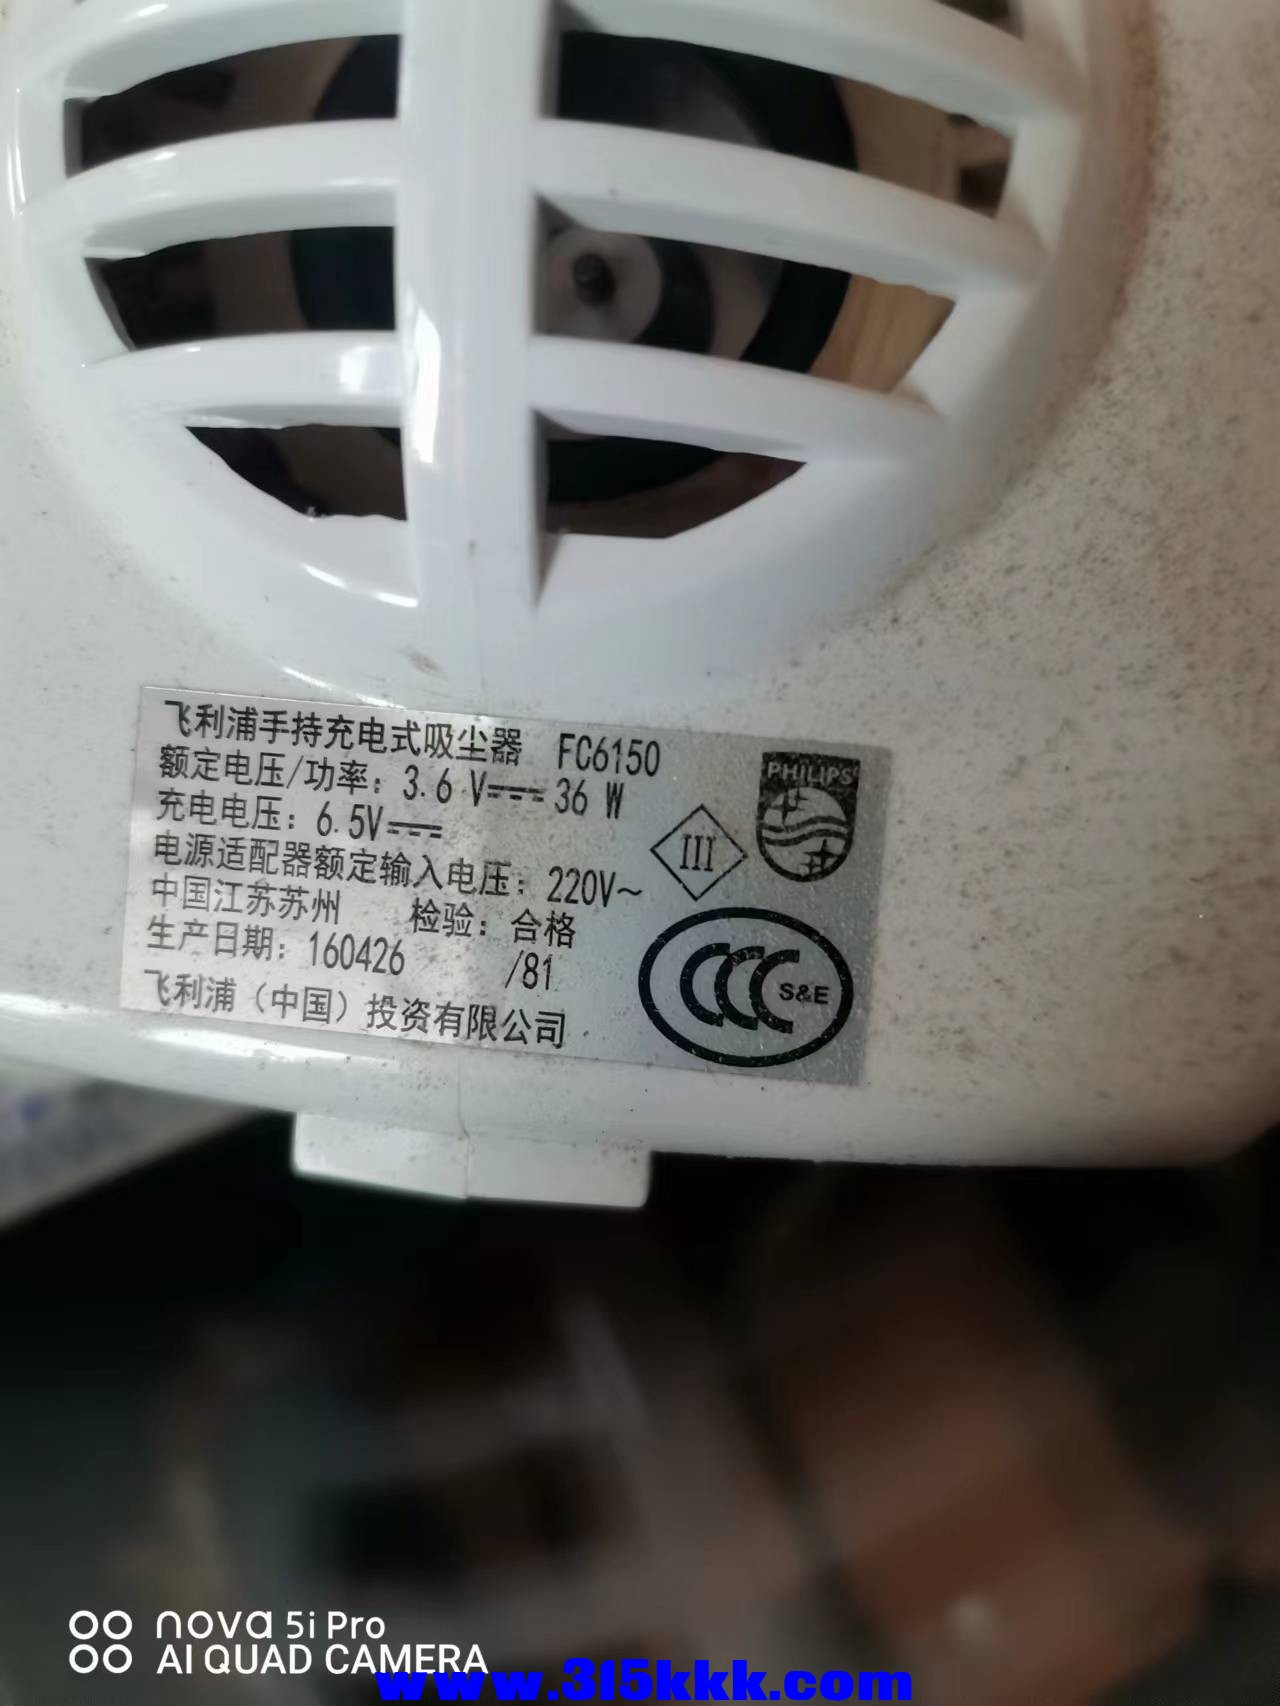 飞利浦手持充电式吸尘器 FC6150
额定电压/功率：3.6 V⎓36 W
充电电压：6.5V⎓
电源适配器额定输入电压：220V~
中国江苏苏州 检验：合格
生产日期：160426 /81
飞利浦（中国）投资有限公司
III
PHILIPS
CCC S&E
nova 5i Pro
AI QUAD CAMERA
www.315kkk.com